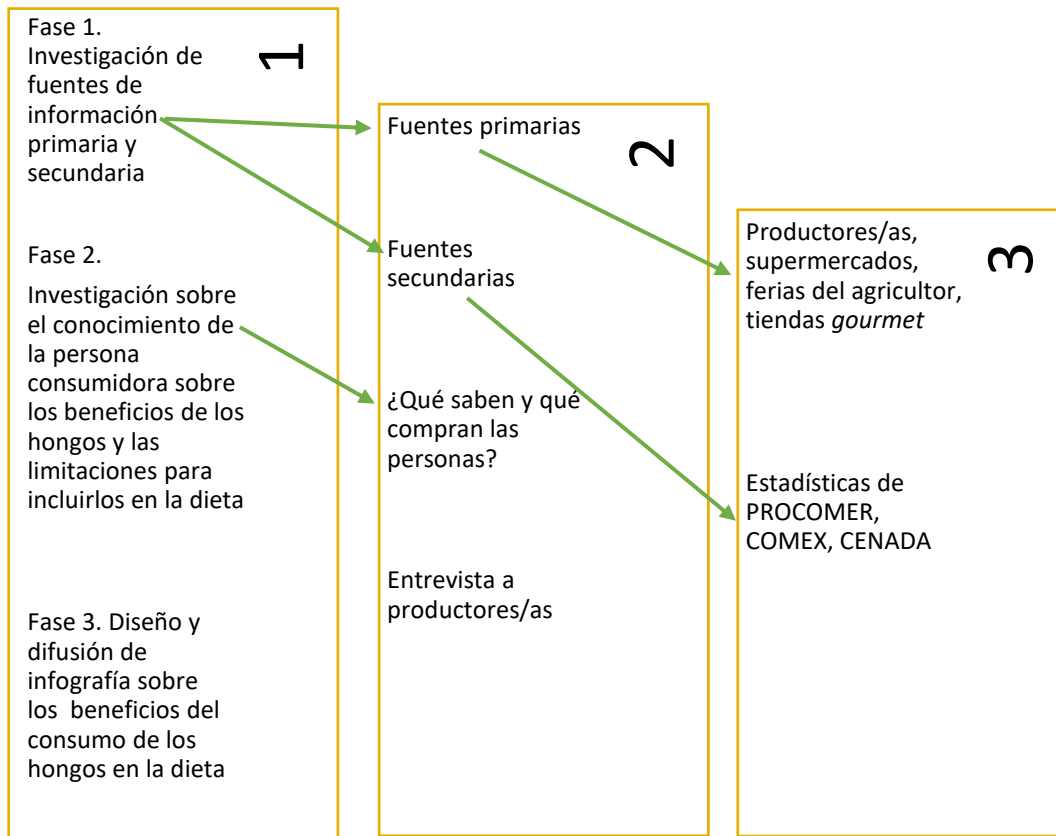 1
Fase 1.
Investigación de
fuentes de
información
primaria y
secundaria
Fase 2.
Investigación sobre
el conocimiento de
la persona
consumidora sobre
los beneficios de los
hongos y las
limitaciones para
incluirlos en la dieta
Fase 3. Diseño y
difusión de
infografía sobre
los beneficios del
consumo de los
hongos en la dieta
2
Fuentes primarias
Fuentes
secundarias
¿Qué saben y qué
compran las
personas?
Entrevista a
productores/as
3
Productores/as,
supermercados,
ferias del agricultor,
tiendas gourmet
Estadísticas de
PROCOMER,
COMEX, CENADA